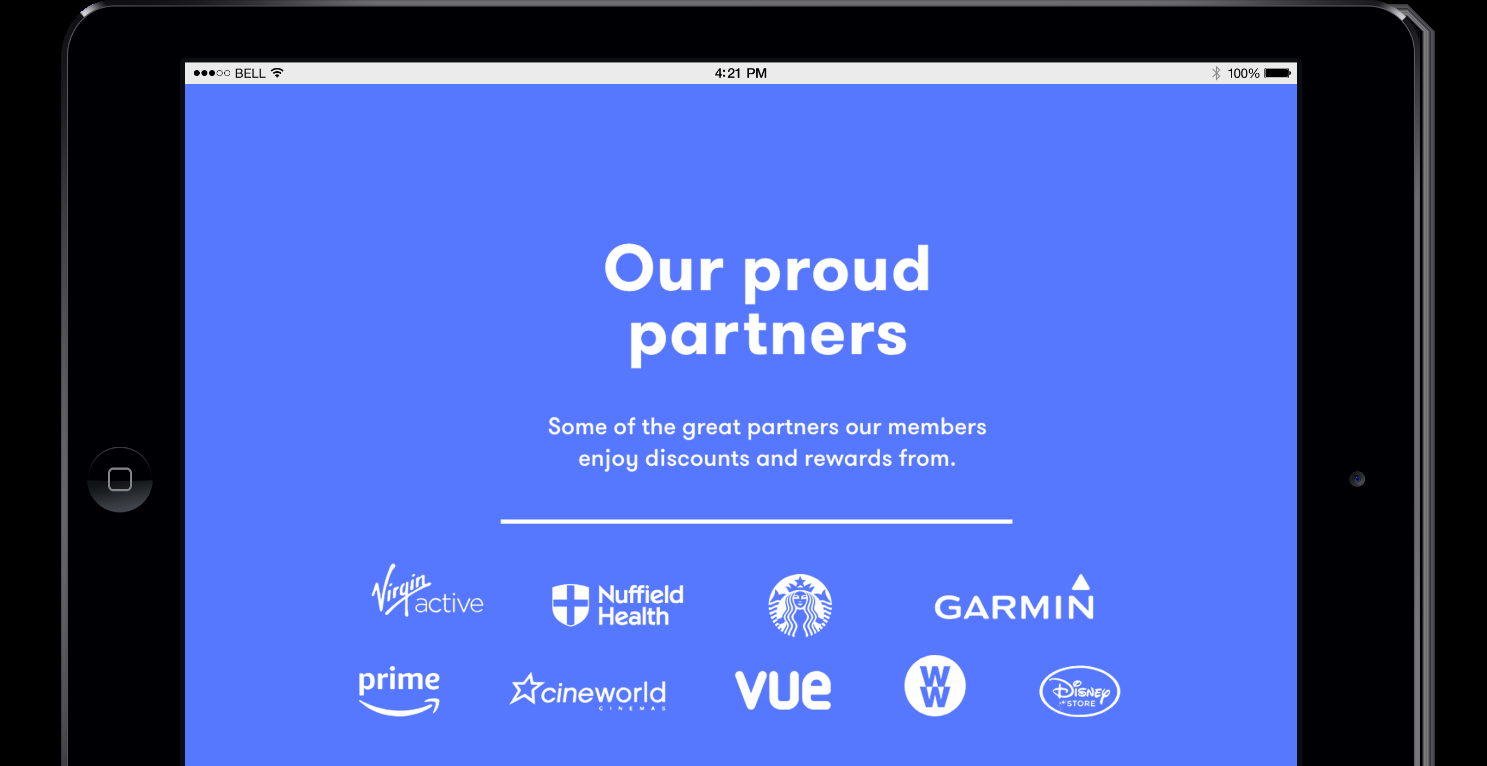 BELL 4:21 PM 100%
Our proud
partners
Some of the great partners our members
enjoy discounts and rewards from.
Virgin active Nuffield Health GARMIN
prime cineworld CINEMAS vue WW Disney STORE